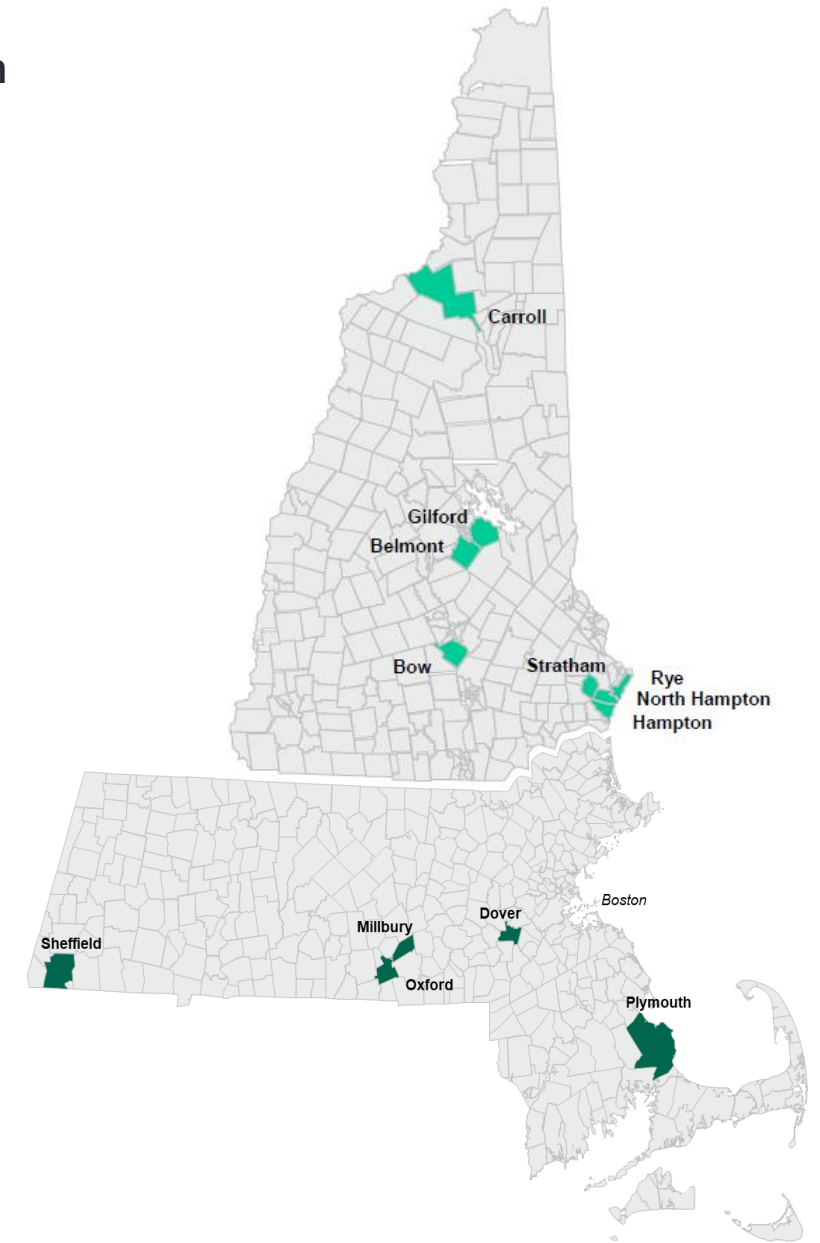 Carroll
Gilford
Belmont
Bow
Stratham
Rye
North Hampton
Hampton
Boston
Dover
Millbury
Sheffield
Oxford
Plymouth